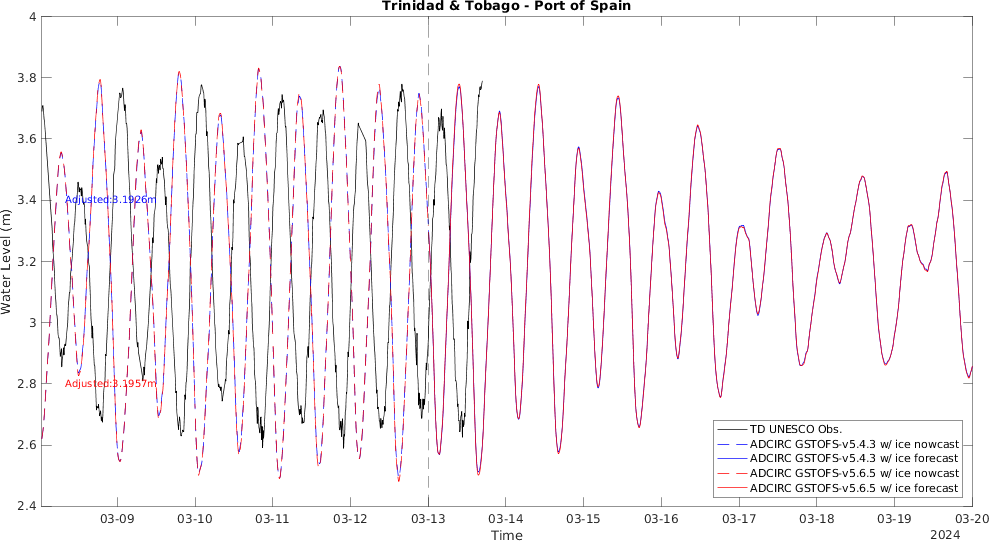 Trinidad & Tobago - Port of Spain
4
3.8
3.6
3.4
3.2
3
2.8
2.6
2.4
Water Level (m)
Adjusted:3.1926m
Adjusted:3.1957m
TD UNESCO Obs.
ADCIRC GSTOFS-v5.4.3 w/ ice nowcast
ADCIRC GSTOFS-v5.4.3 w/ ice forecast
ADCIRC GSTOFS-v5.6.5 w/ ice nowcast
ADCIRC GSTOFS-v5.6.5 w/ ice forecast
03-09 03-10 03-11 03-12 03-13 03-14 03-15 03-16 03-17 03-18 03-19 03-20
Time
2024